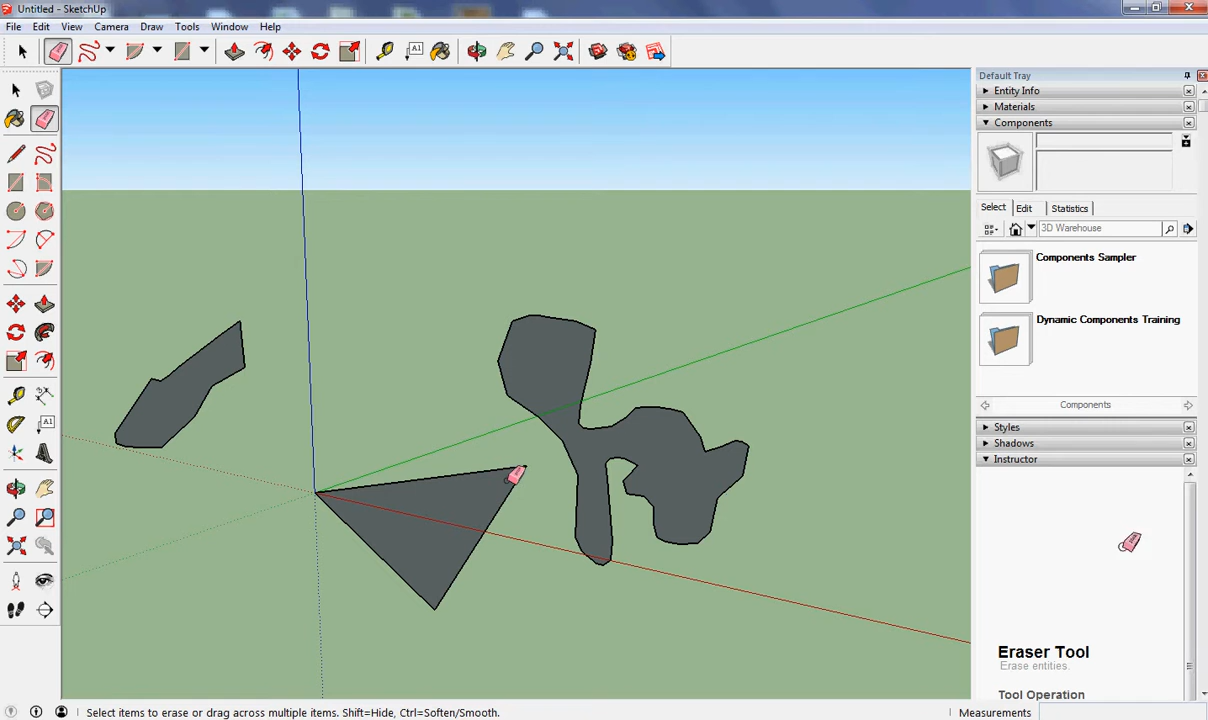 Untitled - SketchUp
File Edit View Camera Draw Tools Window Help
A1
Default Tray
Entity Info
Materials
Components
Select Edit Statistics
3D Warehouse
Components Sampler
Dynamic Components Training
A1
Components
Styles
Shadows
Instructor
Eraser Tool
Erase entities.
Tool Operation
Select items to erase or drag across multiple items. Shift=Hide, Ctrl=Soften/Smooth.
Measurements